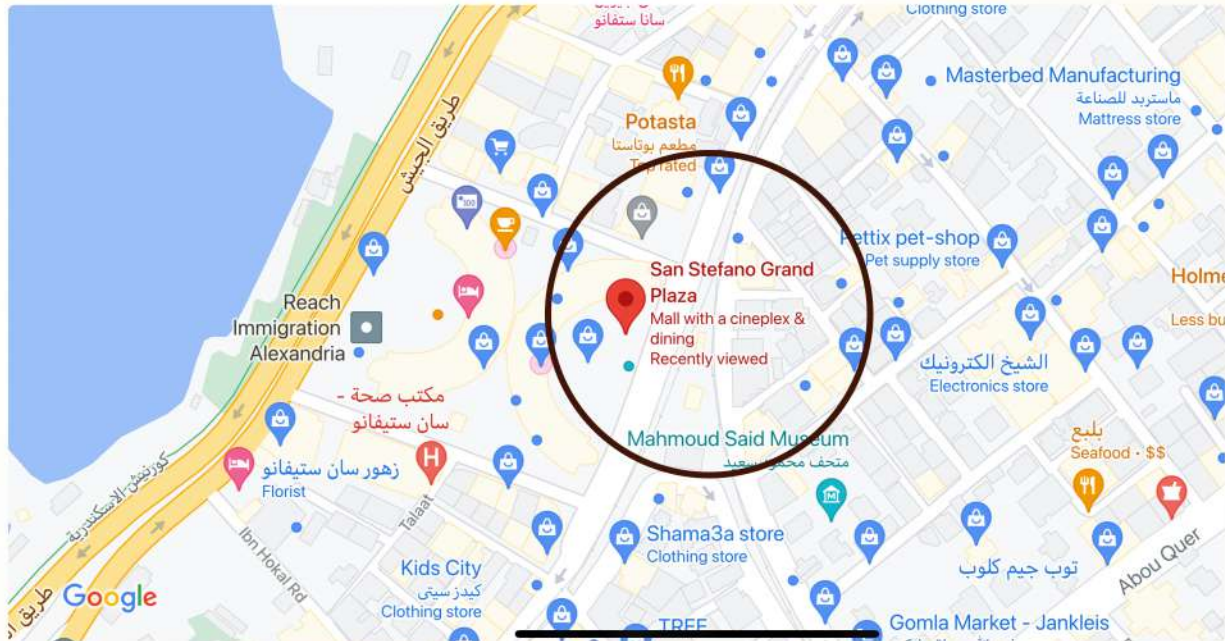 سانا ستفانو
Clothing store
Masterbed Manufacturing
ماستربد للصناعة
Mattress store
طريق الجيش
Potasta
مطعم بوتاستا
Top rated
Pettix pet-shop
Pet supply store
San Stefano Grand
Plaza
Mall with a cineplex &
dining
Recently viewed
Holme
Less bu
Reach
Immigration
Alexandria
الشيخ الكترونيك
Electronics store
مكتب صحة -
سان ستيفانو
Mahmoud Said Museum
متحف محمود سعيد
بلبع
Seafood · $$
زهور سان ستيفانو
Florist
كورنيش الاسكندرية
Talaat
Ibn Hokal Rd
Shama3a store
Clothing store
توب جيم كلوب
Abou Quer
Kids City
كيدز سيتى
Clothing store
Google
TREE
Gomla Market - Jankleis